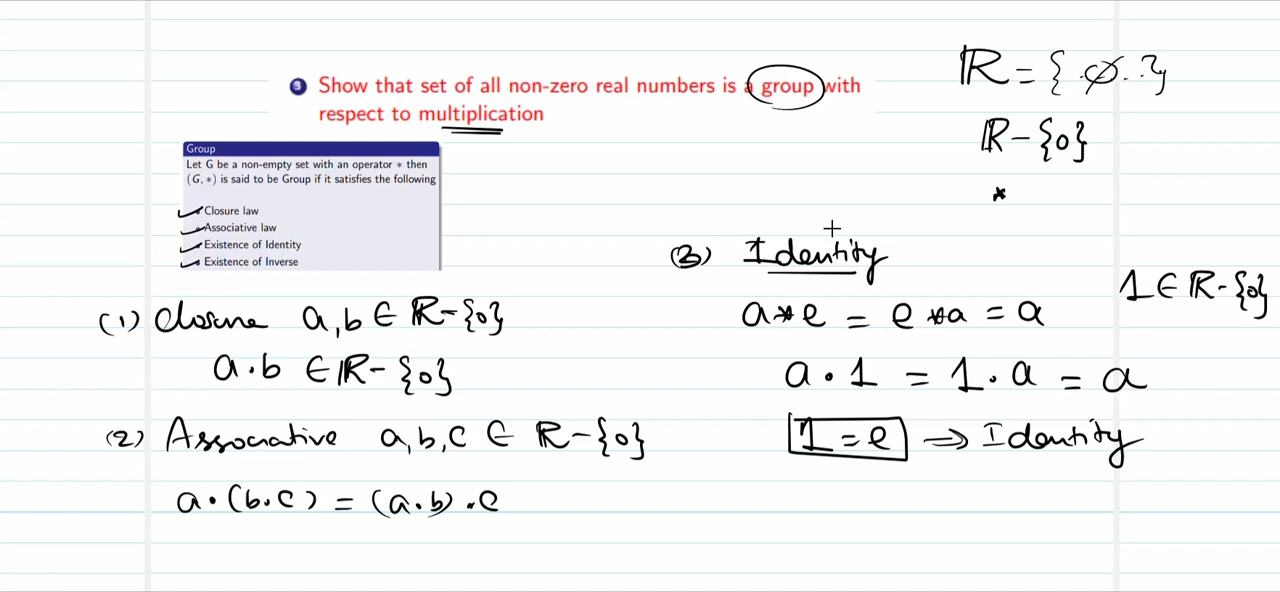 3 Show that set of all non-zero real numbers is a group with
respect to multiplication
ℝ = { .0. . }
ℝ - {0}
*
Group
Let G be a non-empty set with an operator * then
(G, *) is said to be Group if it satisfies the following
Closure law
Associative law
Existence of Identity
Existence of Inverse
(1) Closure a, b ∈ ℝ - {0}
a . b ∈ ℝ - {0}
(2) Associative a, b, c ∈ ℝ - {0}
a . (b . c) = (a . b) . c
(3) Identity
1 ∈ ℝ - {0}
a * e = e * a = a
a . 1 = 1 . a = a
1 = e ⇒ Identity